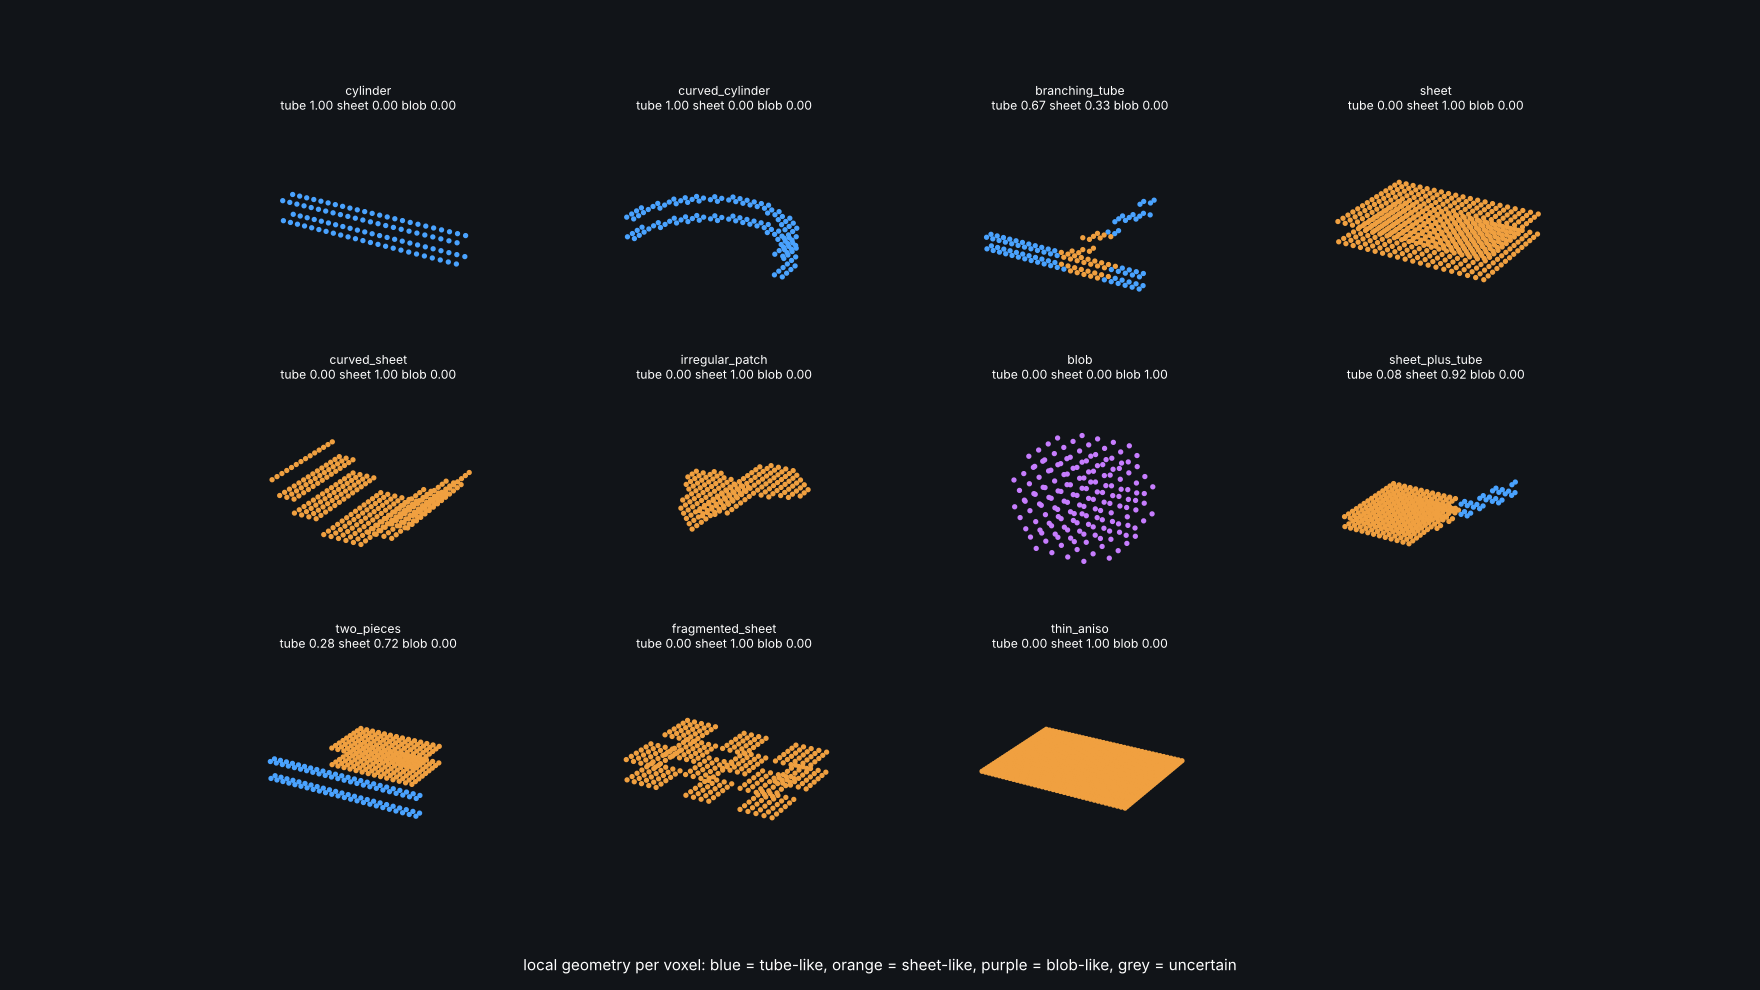 cylinder
tube 1.00 sheet 0.00 blob 0.00
curved_cylinder
tube 1.00 sheet 0.00 blob 0.00
branching_tube
tube 0.67 sheet 0.33 blob 0.00
sheet
tube 0.00 sheet 1.00 blob 0.00
curved_sheet
tube 0.00 sheet 1.00 blob 0.00
irregular_patch
tube 0.00 sheet 1.00 blob 0.00
blob
tube 0.00 sheet 0.00 blob 1.00
sheet_plus_tube
tube 0.08 sheet 0.92 blob 0.00
two_pieces
tube 0.28 sheet 0.72 blob 0.00
fragmented_sheet
tube 0.00 sheet 1.00 blob 0.00
thin_aniso
tube 0.00 sheet 1.00 blob 0.00
local geometry per voxel: blue = tube-like, orange = sheet-like, purple = blob-like, grey = uncertain